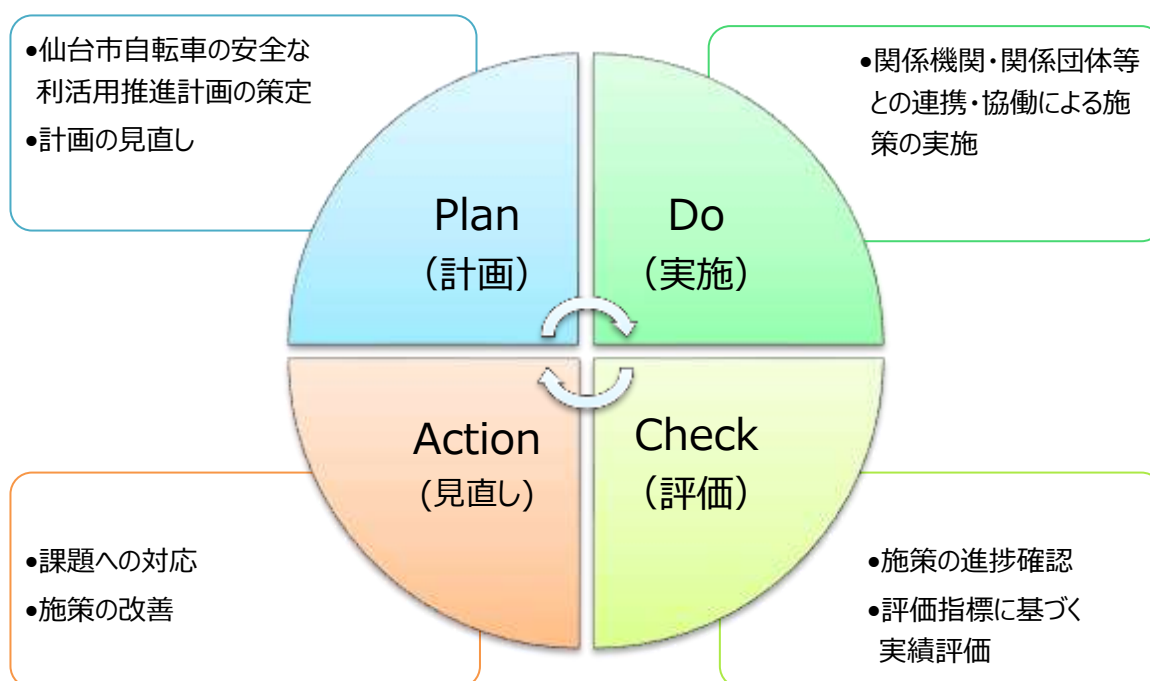 •仙台市自転車の安全な
利活用推進計画の策定
•計画の見直し
•関係機関・関係団体等
との連携・協働による施
策の実施
Plan
（計画）
Do
（実施）
Action
(見直し)
Check
（評価）
•課題への対応
•施策の改善
•施策の進捗確認
•評価指標に基づく
実績評価